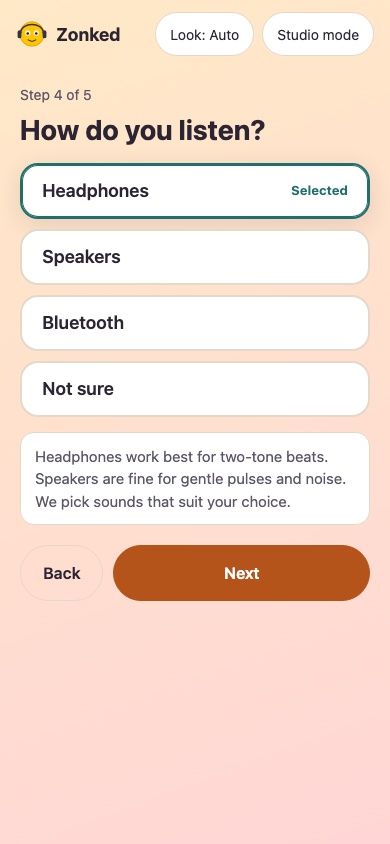 Zonked
Look: Auto
Studio mode
Step 4 of 5
How do you listen?
Headphones
Selected
Speakers
Bluetooth
Not sure
Headphones work best for two-tone beats.
Speakers are fine for gentle pulses and noise.
We pick sounds that suit your choice.
Back
Next